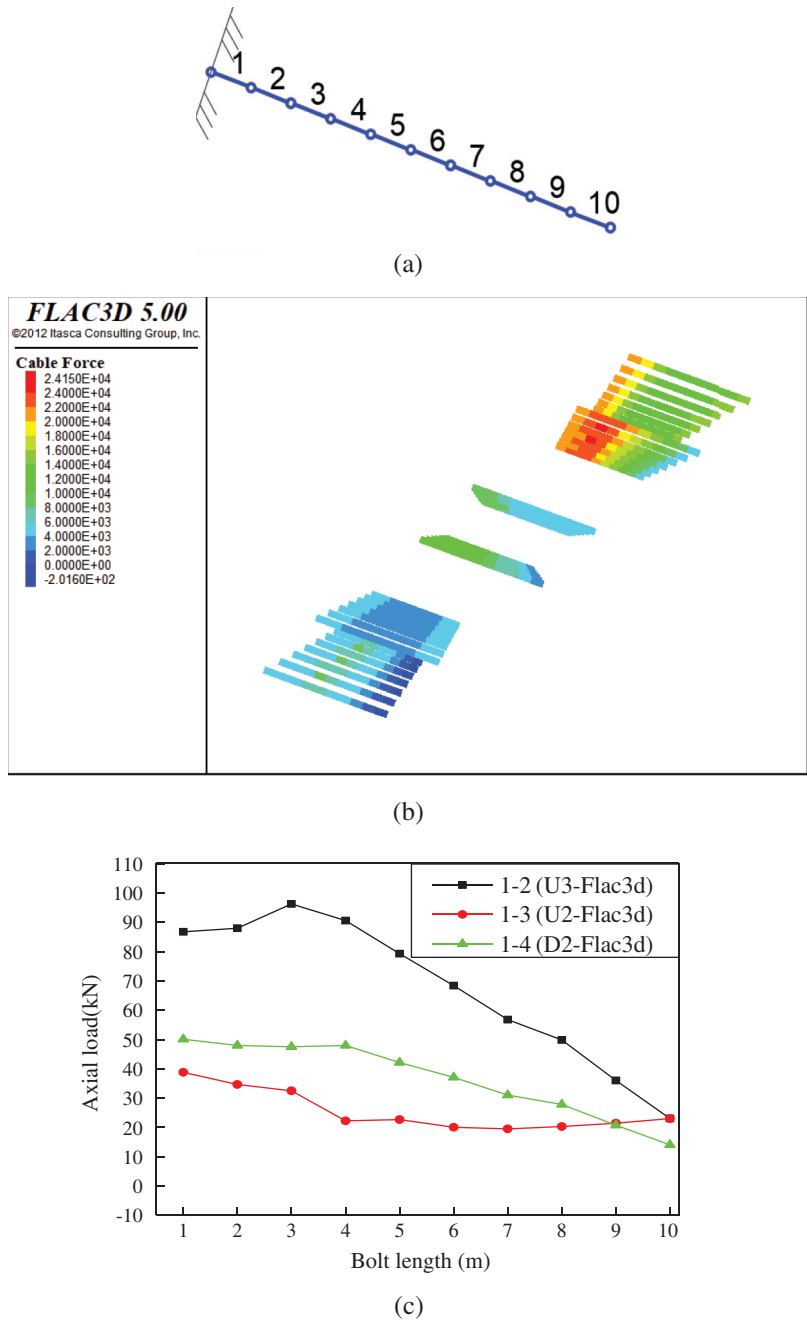 1
2
3
4
5
6
7
8
9
10
(a)
FLAC3D 5.00
©2012 Itasca Consulting Group, Inc.
Cable Force
2.4150E+04
2.4000E+04
2.2000E+04
2.0000E+04
1.8000E+04
1.6000E+04
1.4000E+04
1.2000E+04
1.0000E+04
8.0000E+03
6.0000E+03
4.0000E+03
2.0000E+03
0.0000E+00
-2.0160E+02
(b)
110
100
90
80
70
60
50
40
30
20
10
0
-10
Axial load(kN)
1-2 (U3-Flac3d)
1-3 (U2-Flac3d)
1-4 (D2-Flac3d)
1 2 3 4 5 6 7 8 9 10
Bolt length (m)
(c)